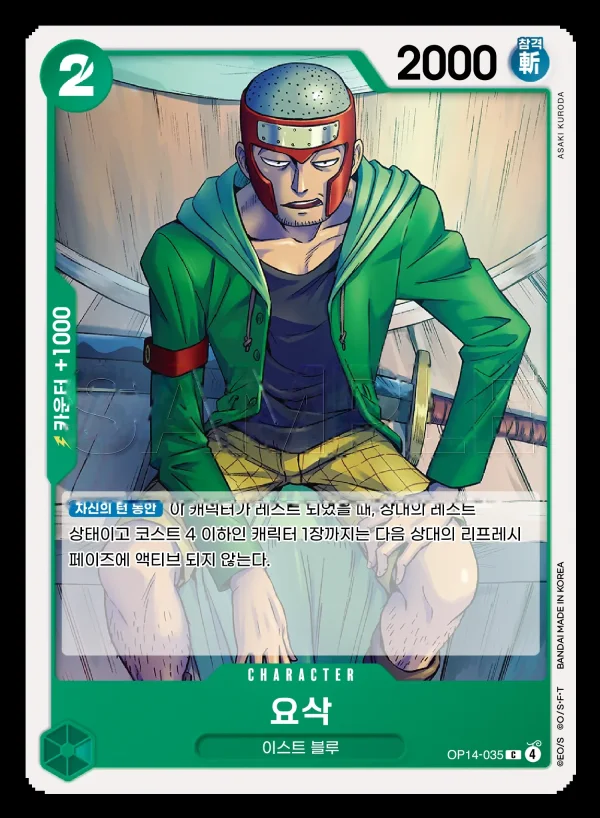 2
2000
참격
斬
ASAKI KURODA
카운터 +1000
SAMPLE
자신의 턴 동안 이 캐릭터가 레스트 되었을 때, 상대의 레스트
상태이고 코스트 4 이하인 캐릭터 1장까지는 다음 상대의 리프레시
페이즈에 액티브 되지 않는다.
CHARACTER
요삭
이스트 블루
OP14-035 C 4
©E.O/S ©O/S·F·T BANDAI MADE IN KOREA